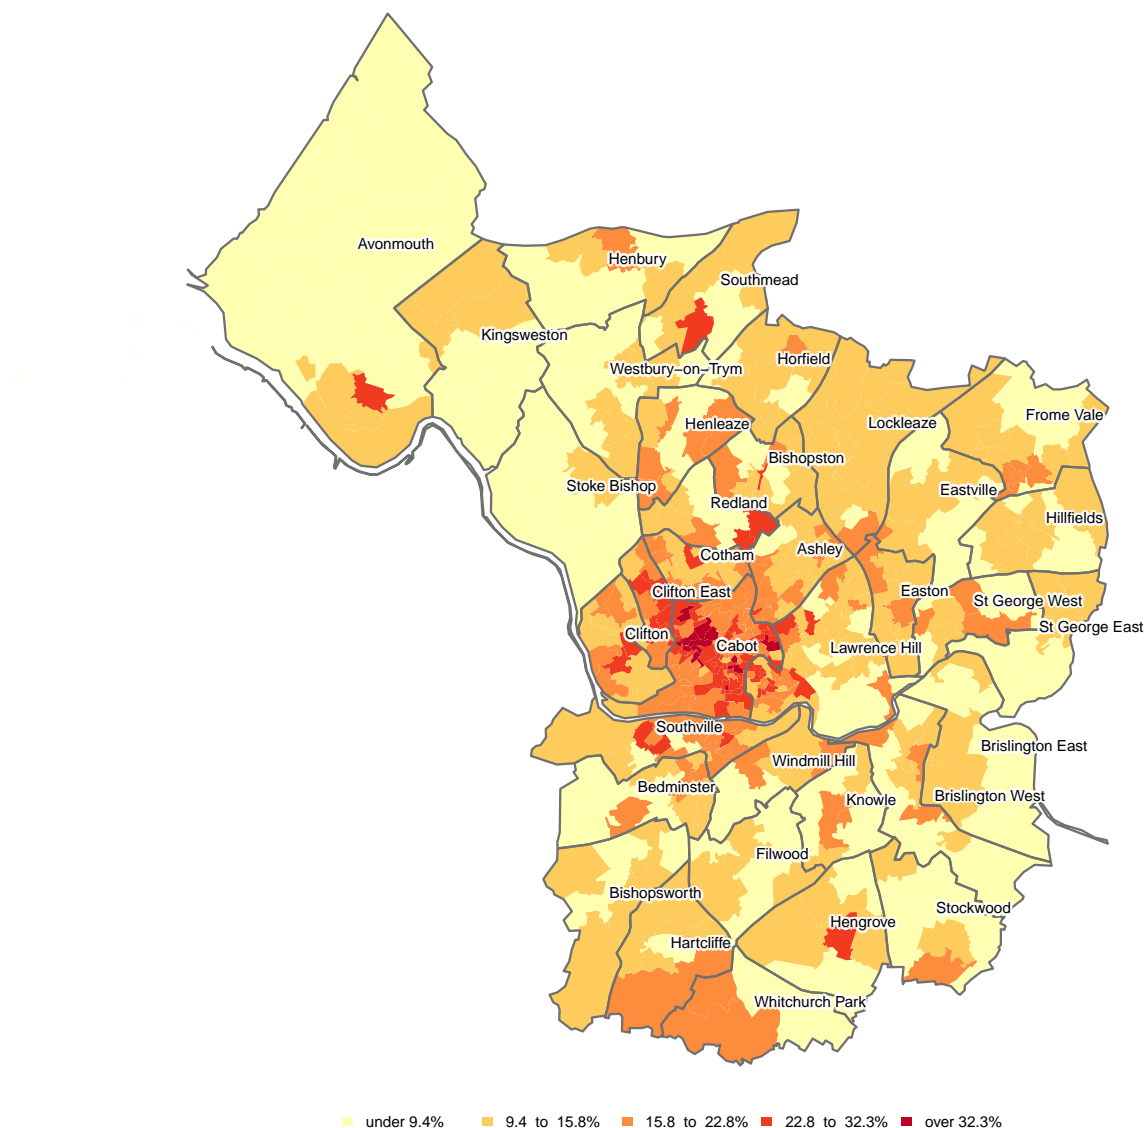 Avonmouth
Henbury
Southmead
Kingsweston
Westbury−on−Trym
Horfield
Henleaze
Lockleaze
Frome Vale
Bishopston
Stoke Bishop
Eastville
Redland
Hillfields
Cotham
Ashley
Clifton East
Easton
St George West
Clifton
St George East
Cabot
Lawrence Hill
Southville
Brislington East
Windmill Hill
Bedminster
Knowle
Brislington West
Filwood
Bishopsworth
Stockwood
Hengrove
Hartcliffe
Whitchurch Park
under 9.4% 9.4 to 15.8% 15.8 to 22.8% 22.8 to 32.3% over 32.3%